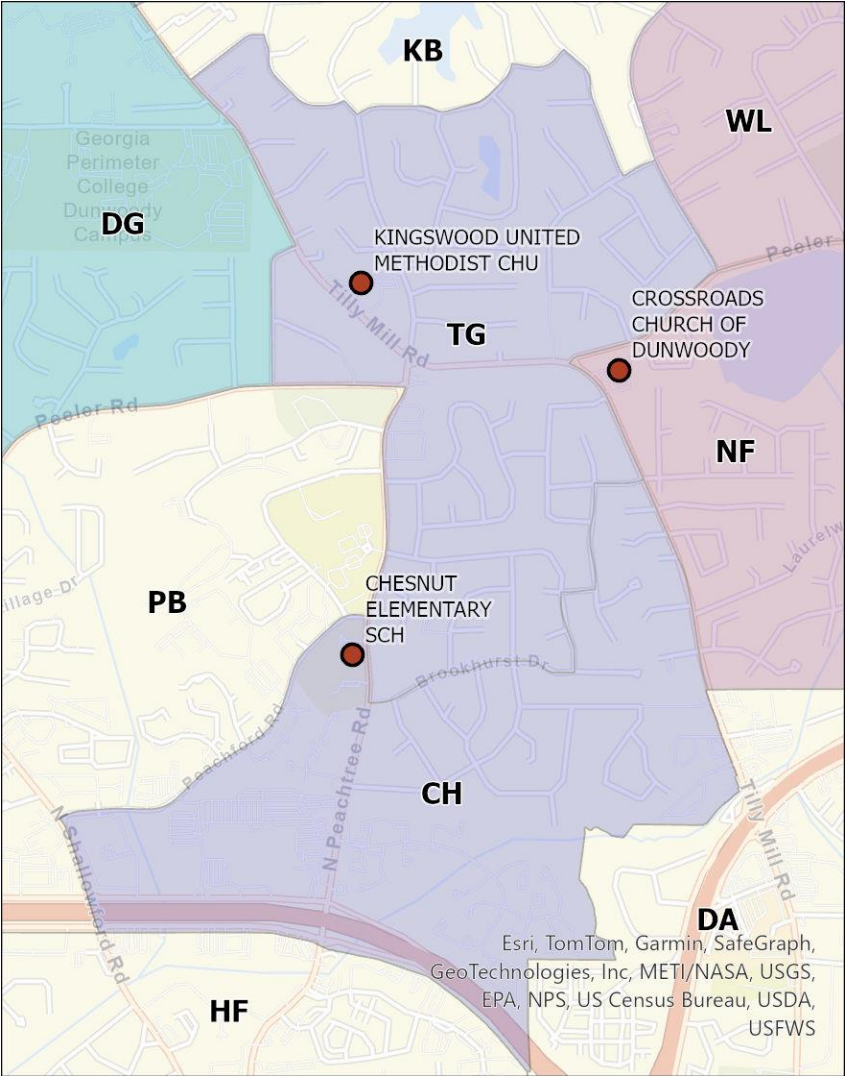 KB
WL
Georgia
Perimeter
College
Dunwoody
Campus
DG
KINGSWOOD UNITED
METHODIST CHU
Peeler
CROSSROADS
CHURCH OF
DUNWOODY
Tilly Mill Rd
TG
Peeler Rd
NF
Laurelw
CHESNUT
ELEMENTARY
SCH
illage Dr
PB
Brookhurst Dr
Peachford Rd
N Peachtree Rd
CH
N Shallowford Rd
Tilly Mill Rd
DA
Esri, TomTom, Garmin, SafeGraph,
GeoTechnologies, Inc, METI/NASA, USGS,
EPA, NPS, US Census Bureau, USDA,
USFWS
HF